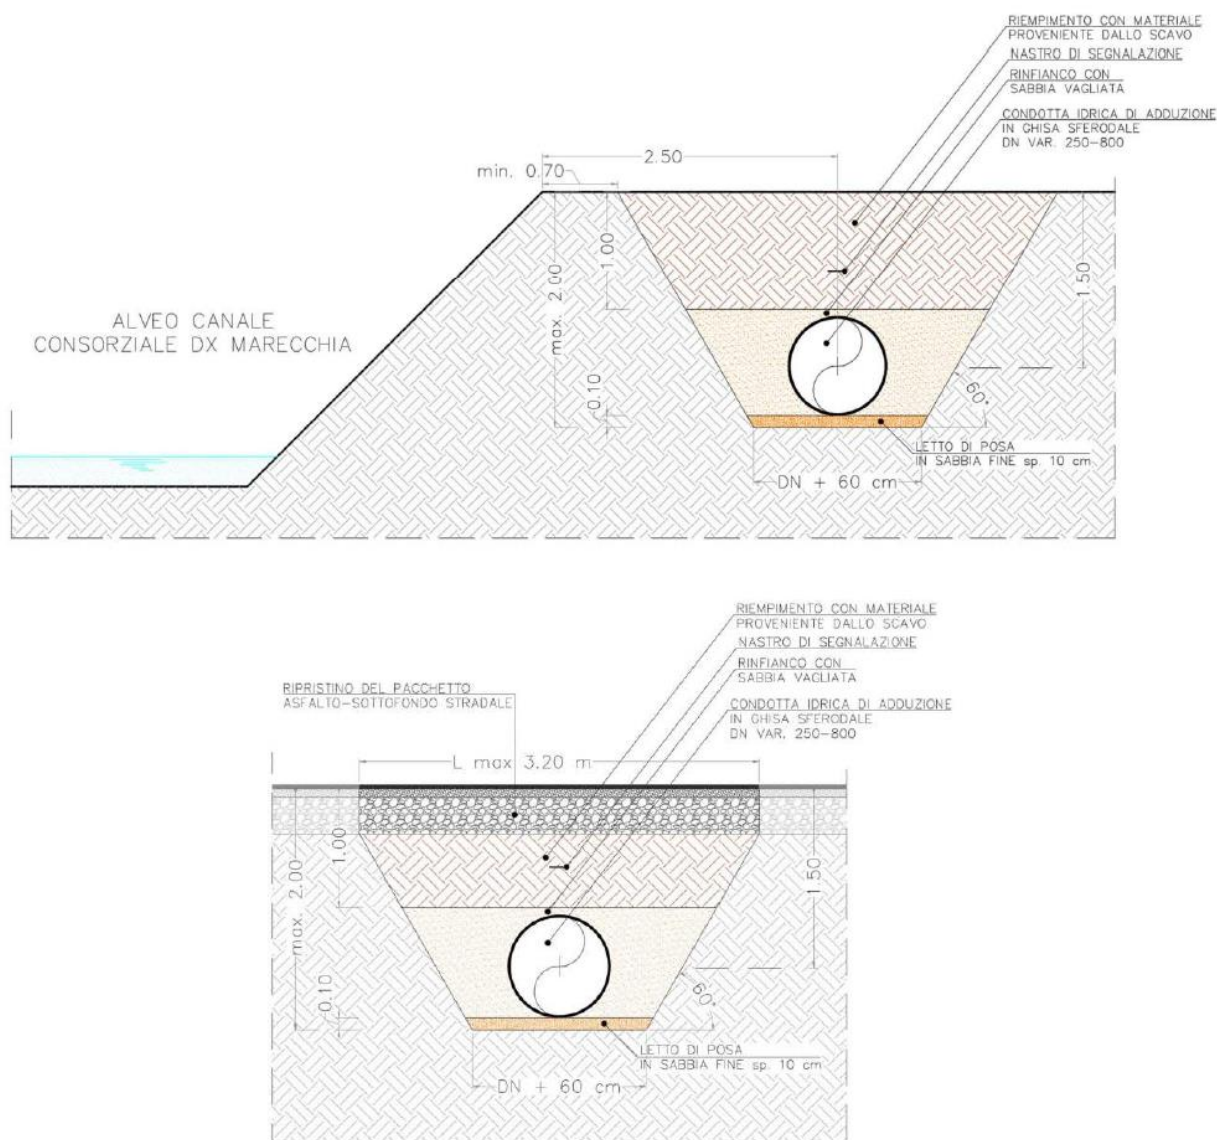 RIEMPIMENTO CON MATERIALE
PROVENIENTE DALLO SCAVO
NASTRO DI SEGNALAZIONE
RINFIANCO CON
SABBIA VAGLIATA
CONDOTTA IDRICA DI ADDUZIONE
IN GHISA SFERODALE
DN VAR. 250-800
2.50
min. 0.70
1.00
max. 2.00
1.50
ALVEO CANALE
CONSORZIALE DX MARECCHIA
0.10
60°
LETTO DI POSA
IN SABBIA FINE sp. 10 cm
DN + 60 cm
RIEMPIMENTO CON MATERIALE
PROVENIENTE DALLO SCAVO
NASTRO DI SEGNALAZIONE
RINFIANCO CON
SABBIA VAGLIATA
RIPRISTINO DEL PACCHETTO
ASFALTO-SOTTOFONDO STRADALE
CONDOTTA IDRICA DI ADDUZIONE
IN GHISA SFERODALE
DN VAR. 250-800
L max 3.20 m
1.00
max. 2.00
1.50
0.10
60°
LETTO DI POSA
IN SABBIA FINE sp. 10 cm
DN + 60 cm